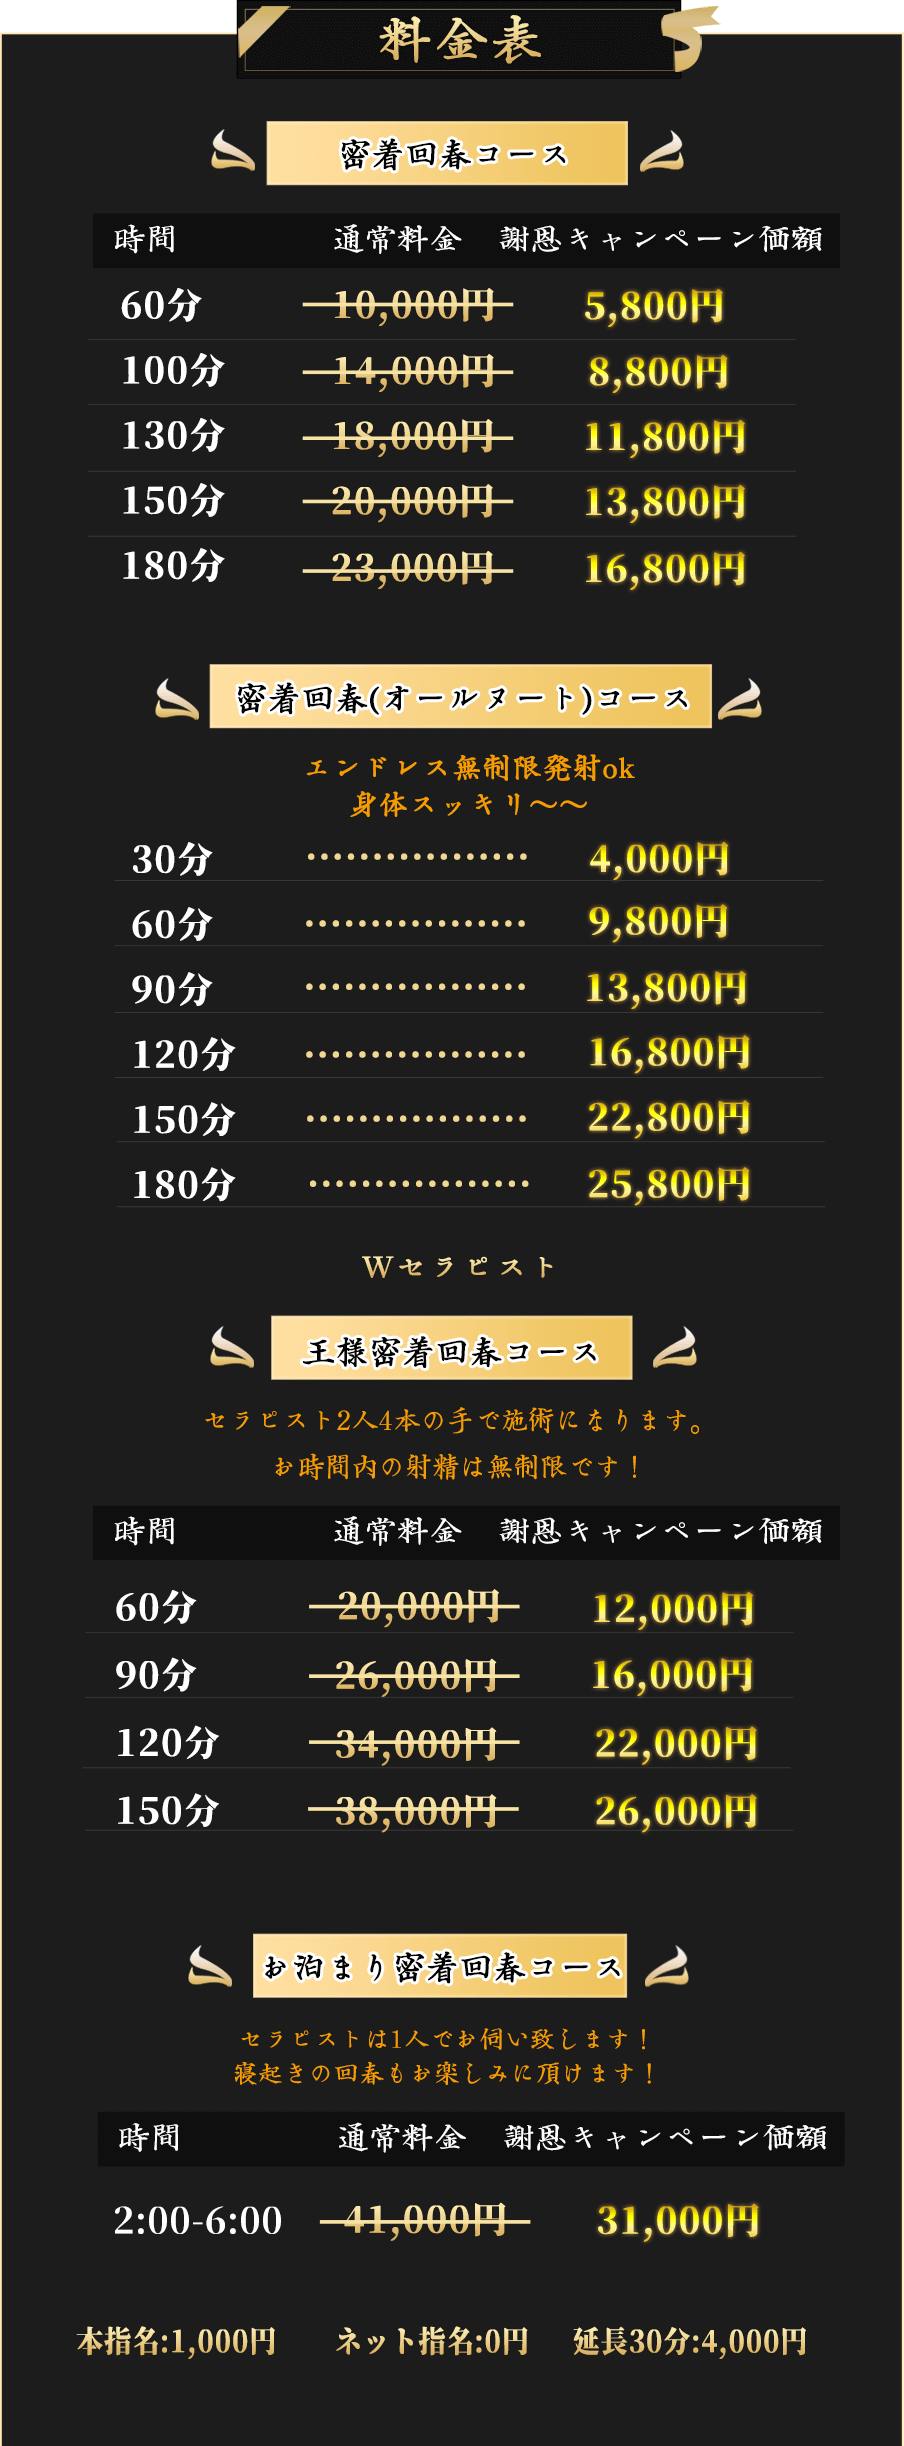 料金表
密着回春コース
時間 通常料金 謝恩キャンペーン価額
60分 10,000円 5,800円
100分 14,000円 8,800円
130分 18,000円 11,800円
150分 20,000円 13,800円
180分 23,000円 16,800円
密着回春(オールヌート)コース
エンドレス無制限発射ok
身体スッキリ～～
30分 ················· 4,000円
60分 ················· 9,800円
90分 ················· 13,800円
120分 ················· 16,800円
150分 ················· 22,800円
180分 ················· 25,800円
Wセラピスト
王様密着回春コース
セラピスト2人4本の手で施術になります。
お時間内の射精は無制限です！
時間 通常料金 謝恩キャンペーン価額
60分 20,000円 12,000円
90分 26,000円 16,000円
120分 34,000円 22,000円
150分 38,000円 26,000円
お泊まり密着回春コース
セラピストは1人でお伺い致します！
寝起きの回春もお楽しみに頂けます！
時間 通常料金 謝恩キャンペーン価額
2:00-6:00 41,000円 31,000円
本指名:1,000円 ネット指名:0円 延長30分:4,000円